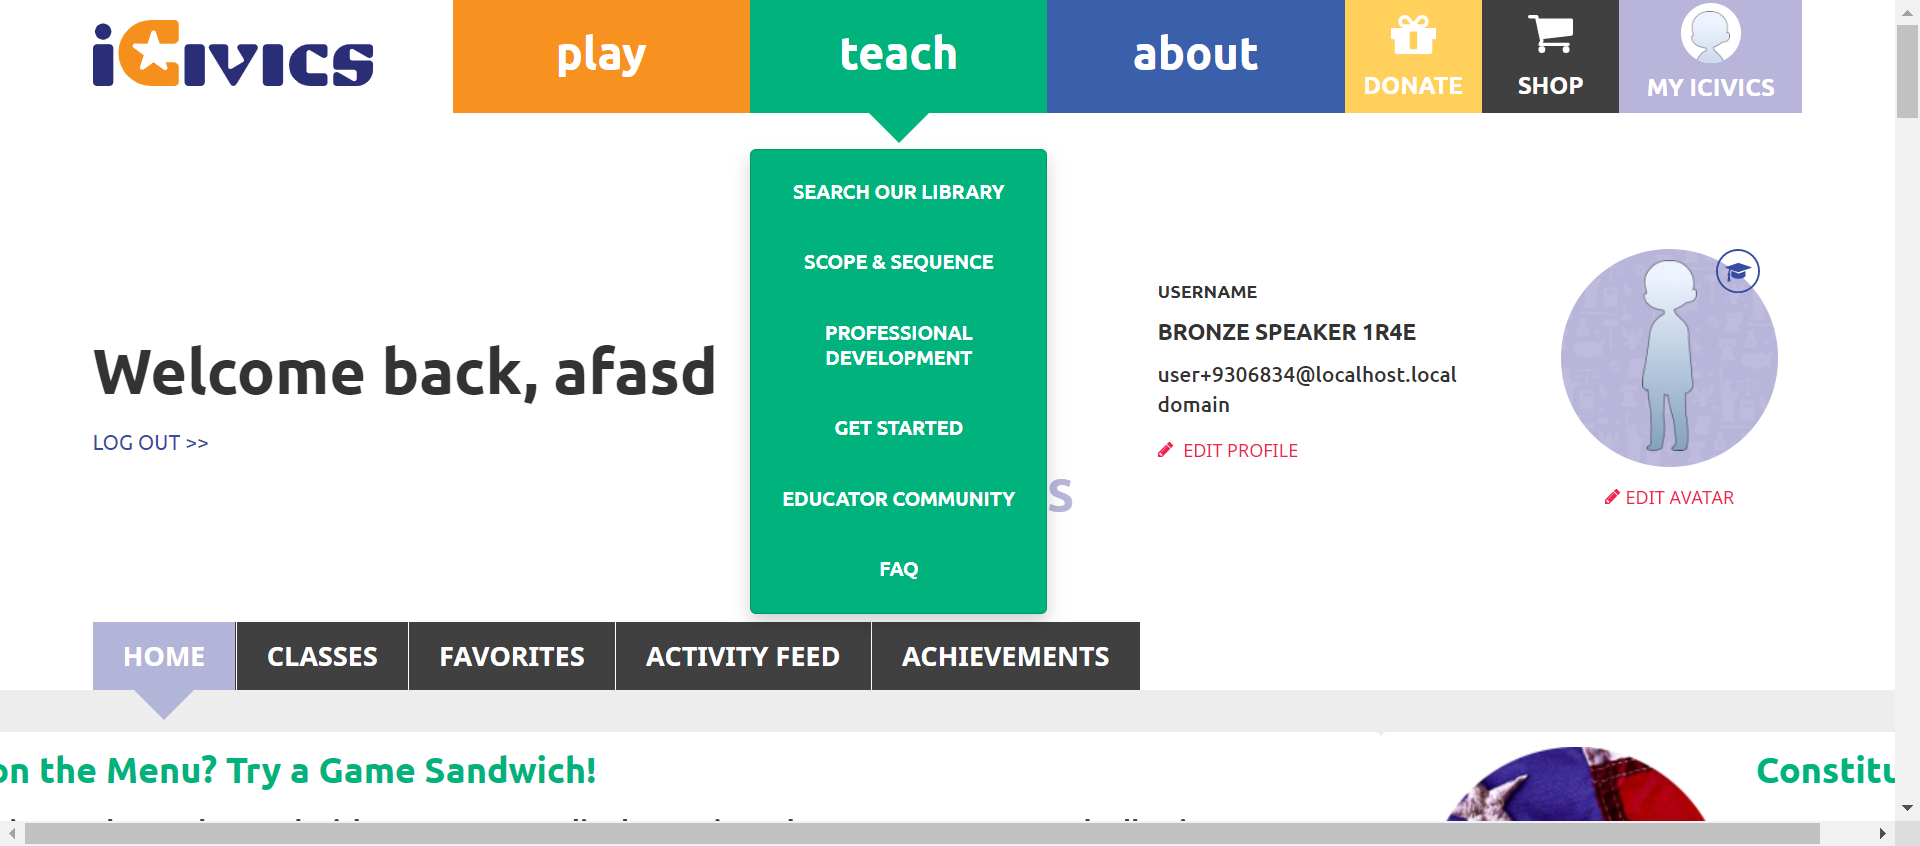 iCivics
play
teach
about
DONATE
SHOP
MY ICIVICS
SEARCH OUR LIBRARY
SCOPE & SEQUENCE
PROFESSIONAL
DEVELOPMENT
GET STARTED
EDUCATOR COMMUNITY
FAQ
Welcome back, afasd
LOG OUT >>
S
USERNAME
BRONZE SPEAKER 1R4E
user+9306834@localhost.local
domain
EDIT PROFILE
EDIT AVATAR
HOME
CLASSES
FAVORITES
ACTIVITY FEED
ACHIEVEMENTS
on the Menu? Try a Game Sandwich!
Constitu